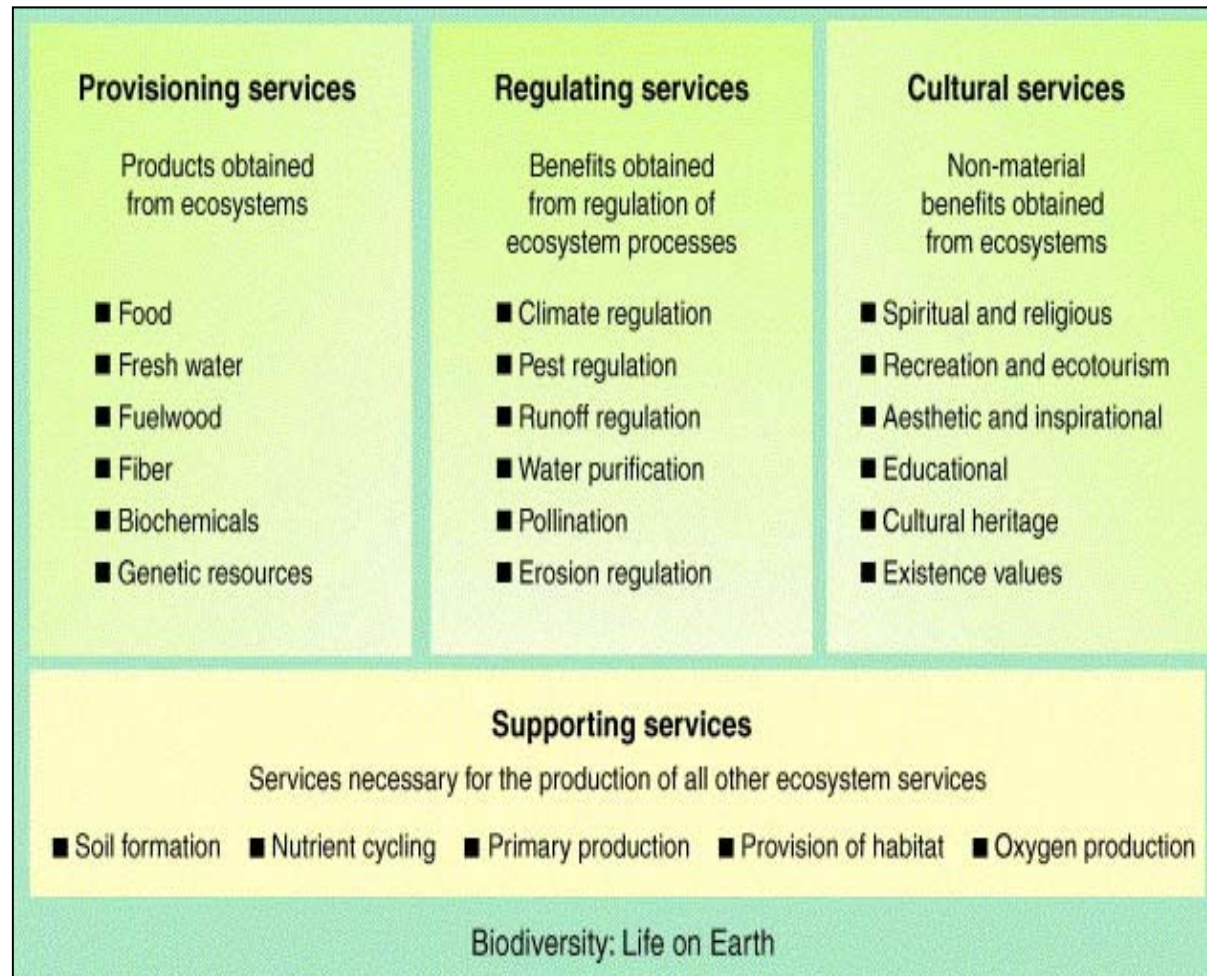 Provisioning services
Products obtained
from ecosystems
■ Food
■ Fresh water
■ Fuelwood
■ Fiber
■ Biochemicals
■ Genetic resources
Regulating services
Benefits obtained
from regulation of
ecosystem processes
■ Climate regulation
■ Pest regulation
■ Runoff regulation
■ Water purification
■ Pollination
■ Erosion regulation
Cultural services
Non-material
benefits obtained
from ecosystems
■ Spiritual and religious
■ Recreation and ecotourism
■ Aesthetic and inspirational
■ Educational
■ Cultural heritage
■ Existence values
Supporting services
Services necessary for the production of all other ecosystem services
■ Soil formation ■ Nutrient cycling ■ Primary production ■ Provision of habitat ■ Oxygen production
Biodiversity: Life on Earth